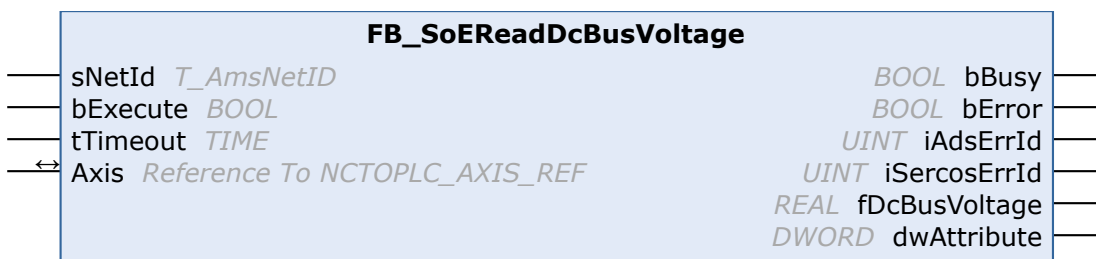 FB_SoEReadDcBusVoltage
sNetId T_AmsNetID BOOL bBusy
bExecute BOOL BOOL bError
tTimeout TIME UINT iAdsErrId
↔ Axis Reference To NCTOPLC_AXIS_REF UINT iSercosErrId
REAL fDcBusVoltage
DWORD dwAttribute